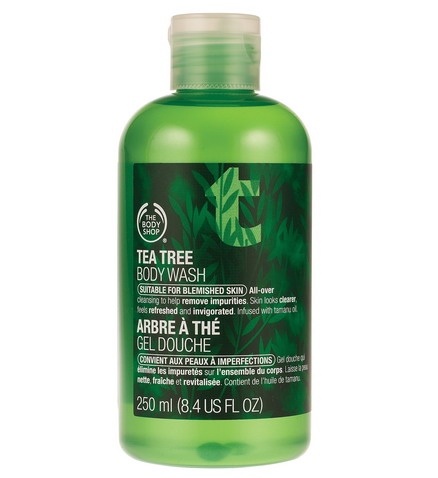 THE
BODY
SHOP
®
t
TEA TREE
BODY WASH
SUITABLE FOR BLEMISHED SKIN All-over
cleansing to help remove impurities. Skin looks clearer,
feels refreshed and invigorated. Infused with tamanu oil.
ARBRE À THÉ
GEL DOUCHE
CONVIENT AUX PEAUX À IMPERFECTIONS Gel douche qui
élimine les impuretés sur l'ensemble du corps. Laisse la peau
nette, fraîche et revitalisée. Contient de l'huile de tamanu.
250 ml (8.4 US FL OZ)